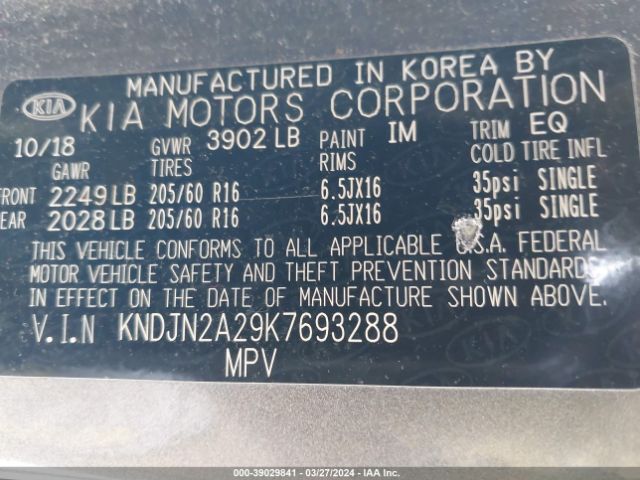 MANUFACTURED IN KOREA BY
KIA KIA MOTORS CORPORATION
10/18 GVWR 3902 LB PAINT IM TRIM EQ
GAWR TIRES RIMS COLD TIRE INFL
FRONT 2249 LB 205/60 R16 6.5JX16 35psi SINGLE
EAR 2028 LB 205/60 R16 6.5JX16 35psi SINGLE
THIS VEHICLE CONFORMS TO ALL APPLICABLE U.S.A. FEDERAL
MOTOR VEHICLE SAFETY AND THEFT PREVENTION STANDARDS
IN EFFECT ON THE DATE OF MANUFACTURE SHOWN ABOVE.
V.I.N KNDJN2A29K7693288
MPV
000-39029841 - 03/27/2024 - IAA Inc.